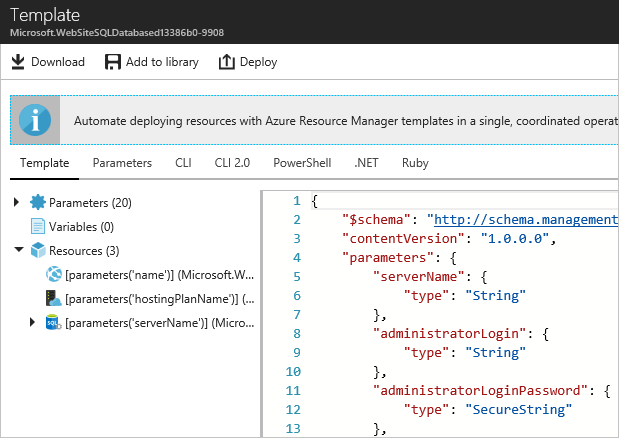 Template
Microsoft.WebSiteSQLDatabased13386b0-9908
Download Add to library Deploy
Automate deploying resources with Azure Resource Manager templates in a single, coordinated operat
Template Parameters CLI CLI 2.0 PowerShell .NET Ruby
Parameters (20)
Variables (0)
Resources (3)
[parameters('name')] (Microsoft.W...
[parameters('hostingPlanName')] (...
[parameters('serverName')] (Micro...
1 {
2 "$schema": "http://schema.management
3 "contentVersion": "1.0.0.0",
4 "parameters": {
5 "serverName": {
6 "type": "String"
7 },
8 "administratorLogin": {
9 "type": "String"
10 },
11 "administratorLoginPassword": {
12 "type": "SecureString"
13 },